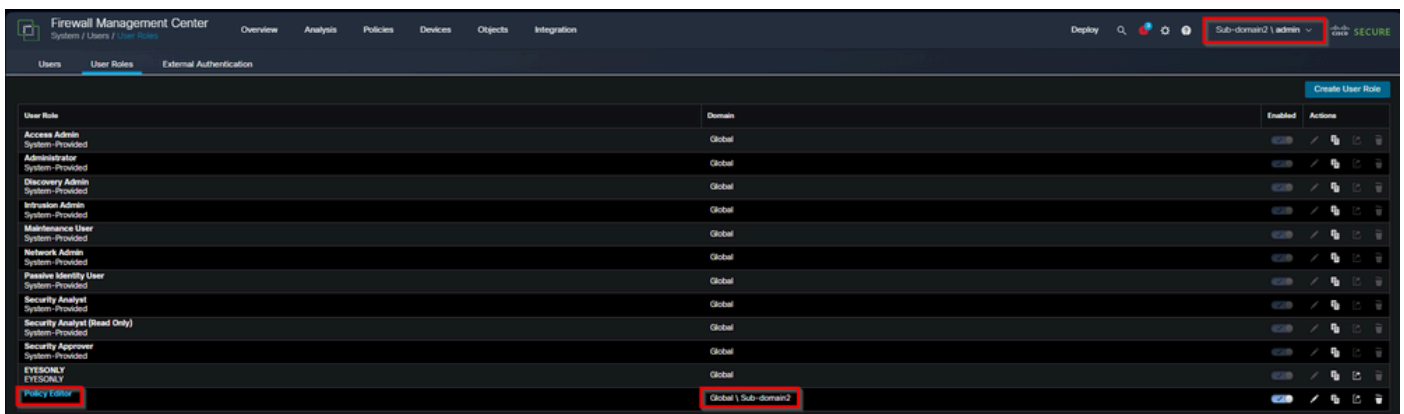 Firewall Management Center
System / Users / User Roles
Overview Analysis Policies Devices Objects Integration
Deploy
Sub-domain2 \ admin
cisco SECURE
Users User Roles External Authentication
Create User Role
User Role Domain Enabled Actions
Access Admin
System-Provided
Global
Administrator
System-Provided
Global
Discovery Admin
System-Provided
Global
Intrusion Admin
System-Provided
Global
Maintenance User
System-Provided
Global
Network Admin
System-Provided
Global
Passive Identity User
System-Provided
Global
Security Analyst
System-Provided
Global
Security Analyst (Read Only)
System-Provided
Global
Security Approver
System-Provided
Global
EYESONLY
EYESONLY
Global
Policy Editor
Global \ Sub-domain2